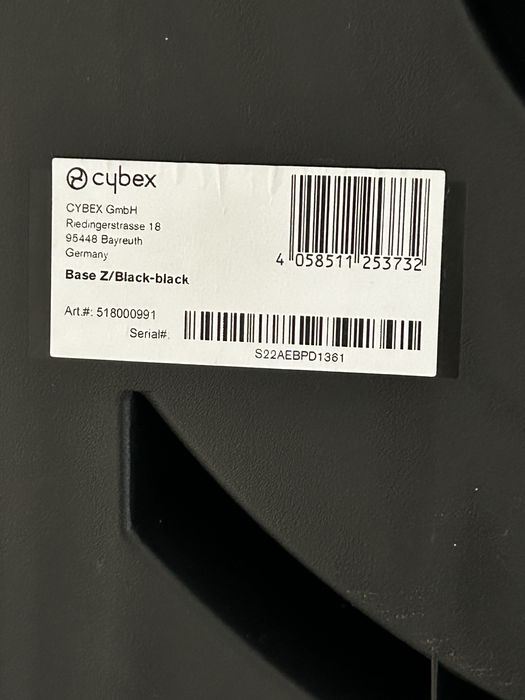 cybex
CYBEX GmbH
Riedingerstrasse 18
95448 Bayreuth
Germany
Base Z/Black-black
4 058511 253732
Art.#: 518000991
Serial#:
S22AEBPD1361